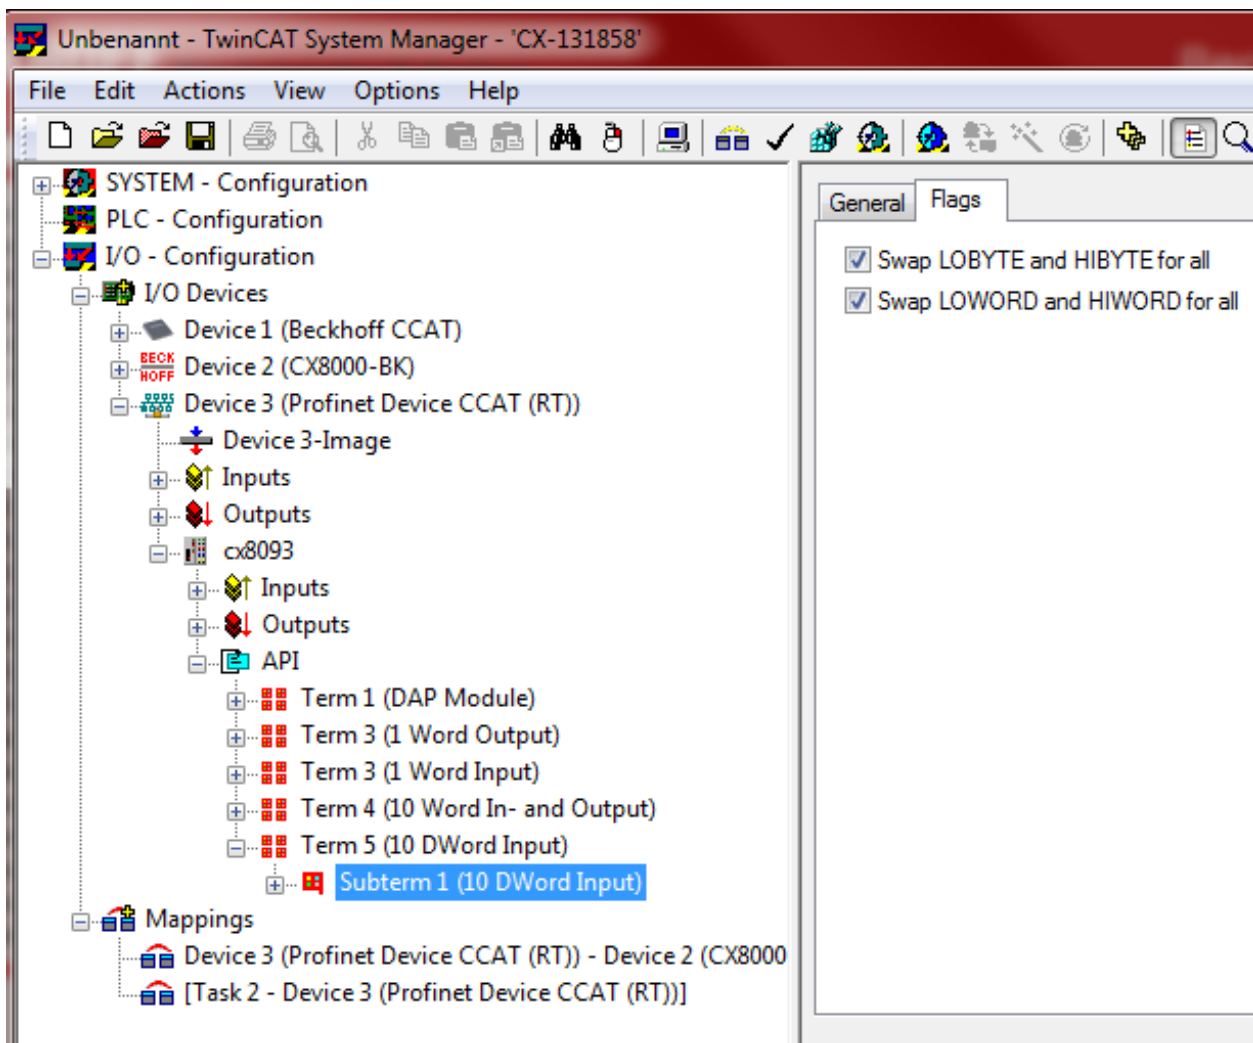 Unbenannt - TwinCAT System Manager - 'CX-131858'
File Edit Actions View Options Help
SYSTEM - Configuration
PLC - Configuration
I/O - Configuration
I/O Devices
Device 1 (Beckhoff CCAT)
BECK
HOFF
Device 2 (CX8000-BK)
Device 3 (Profinet Device CCAT (RT))
Device 3-Image
Inputs
Outputs
cx8093
Inputs
Outputs
API
Term 1 (DAP Module)
Term 3 (1 Word Output)
Term 3 (1 Word Input)
Term 4 (10 Word In- and Output)
Term 5 (10 DWord Input)
Subterm 1 (10 DWord Input)
Mappings
Device 3 (Profinet Device CCAT (RT)) - Device 2 (CX8000
[Task 2 - Device 3 (Profinet Device CCAT (RT))]
General Flags
Swap LOBYTE and HIBYTE for all
Swap LOWORD and HIWORD for all